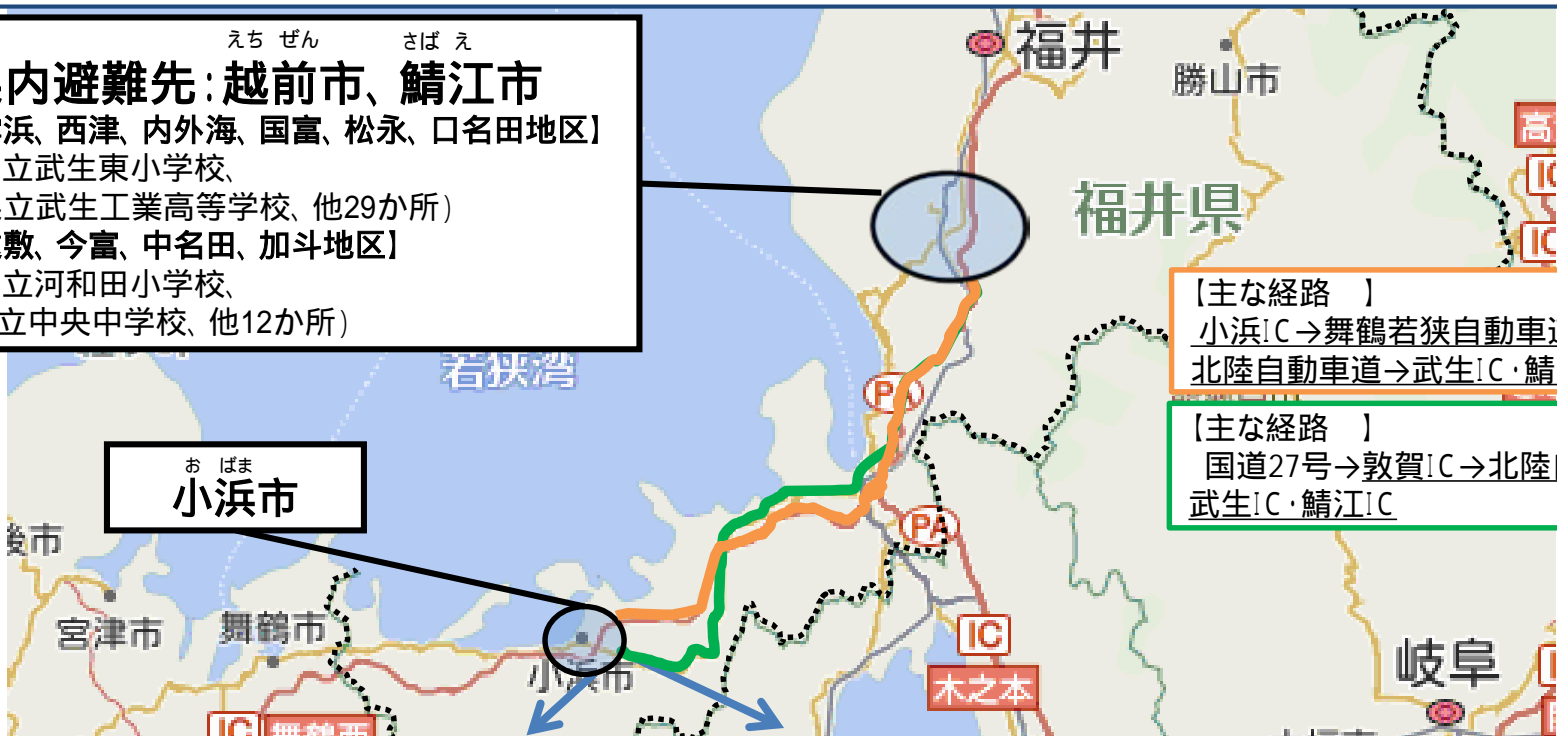 えち ぜん さば え
内避難先:越前市、鯖江市
浜、西津、内外海、国富、松永、口名田地区】
立武生東小学校、
立武生工業高等学校、他29か所)
敷、今富、中名田、加斗地区】
立河和田小学校、
立中央中学校、他12か所)
福井
勝山市
福井県
高
IC
IC
【主な経路 】
小浜IC→舞鶴若狭自動車道
北陸自動車道→武生IC・鯖
若狭湾
PA
【主な経路 】
国道27号→敦賀IC→北陸
武生IC・鯖江IC
お ばま
小浜市
後市
PA
宮津市
舞鶴市
小浜市
IC
木之本
岐阜
IC
舞鶴西